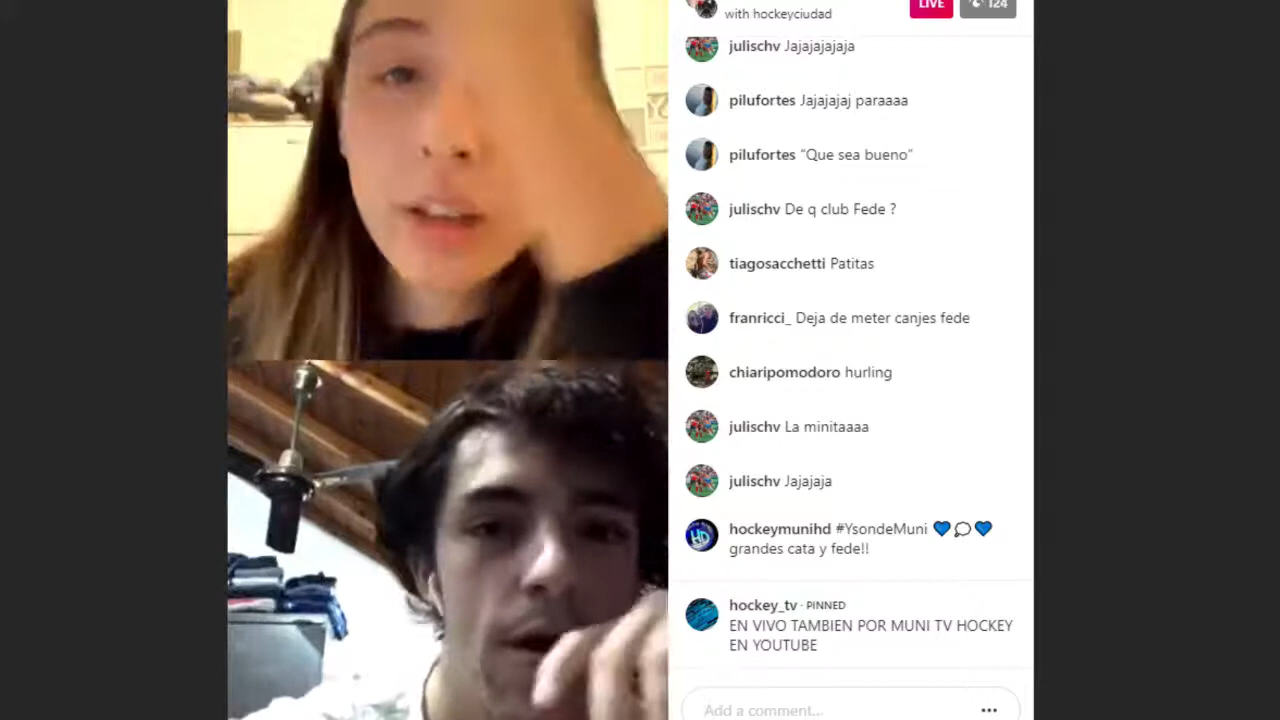 with hockeyciudad
LIVE
124
julischv Jajajajajaja
pilufortes Jajajajaj paraaaa
pilufortes “Que sea bueno”
julischv De q club Fede ?
tiagosacchetti Patitas
franricci_ Deja de meter canjes fede
chiaripomodoro hurling
julischv La minitaaaa
julischv Jajajaja
hockeymunihd #YsondeMuni 💙💭💙
grandes cata y fede!!
hockey_tv · PINNED
EN VIVO TAMBIEN POR MUNI TV HOCKEY
EN YOUTUBE
Add a comment...